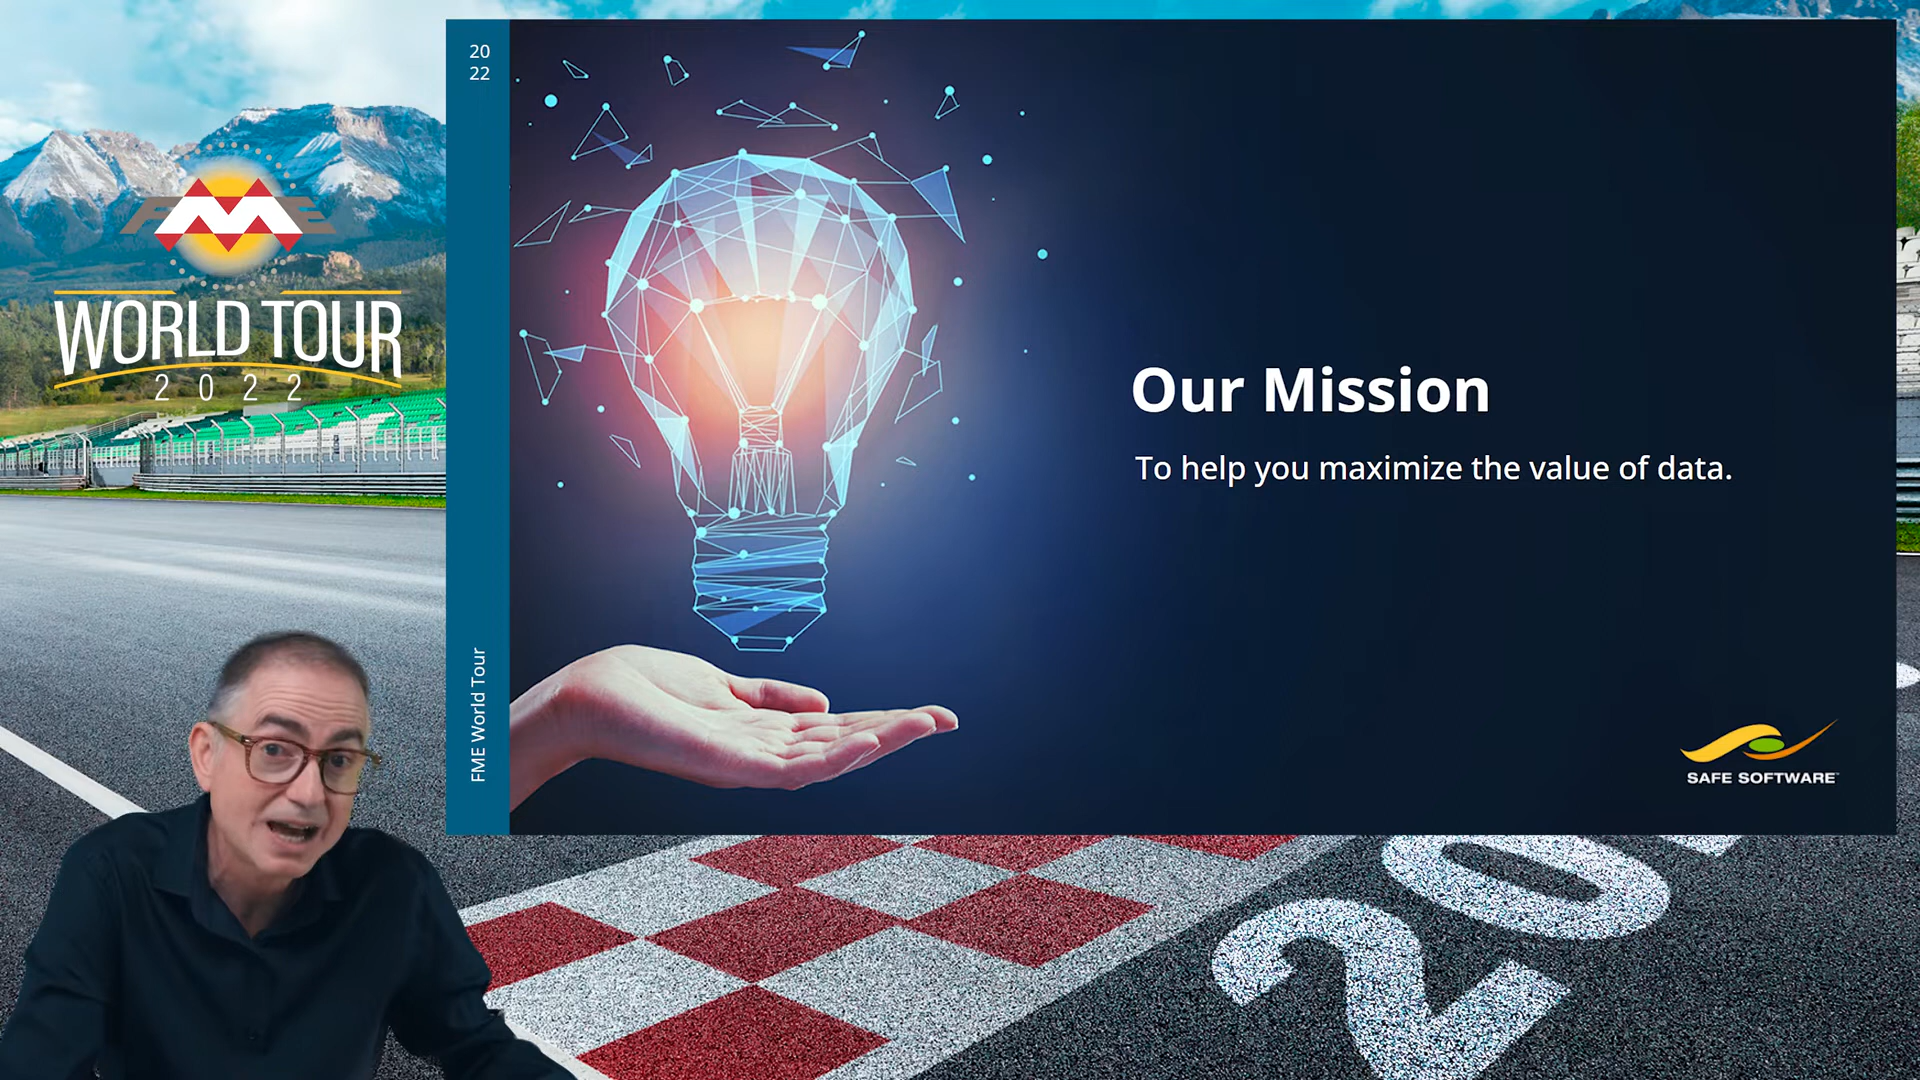 FME
WORLD TOUR
2022
20
22
FME World Tour
Our Mission
To help you maximize the value of data.
SAFE SOFTWARE